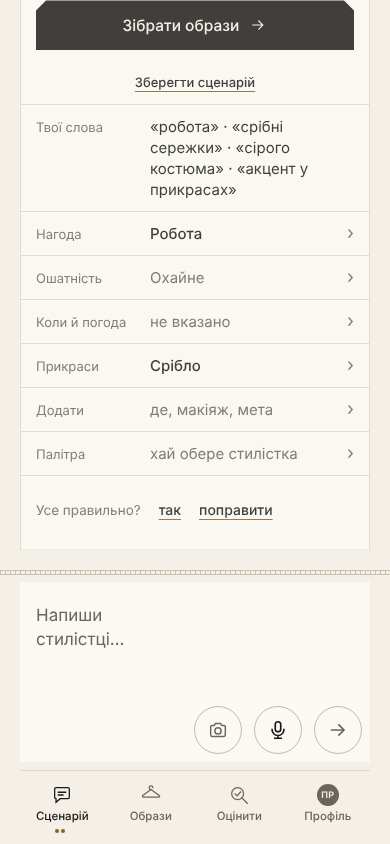 Зібрати образи →
Зберегти сценарій
Твої слова
«робота» · «срібні
сережки» · «сірого
костюма» · «акцент у
прикрасах»
Нагода
Робота
Ошатність
Охайне
Коли й погода
не вказано
Прикраси
Срібло
Додати
де, макіяж, мета
Палітра
хай обере стилістка
Усе правильно? так поправити
Напиши
стилістці...
Сценарій
Образи
Оцінити
ПР
Профіль